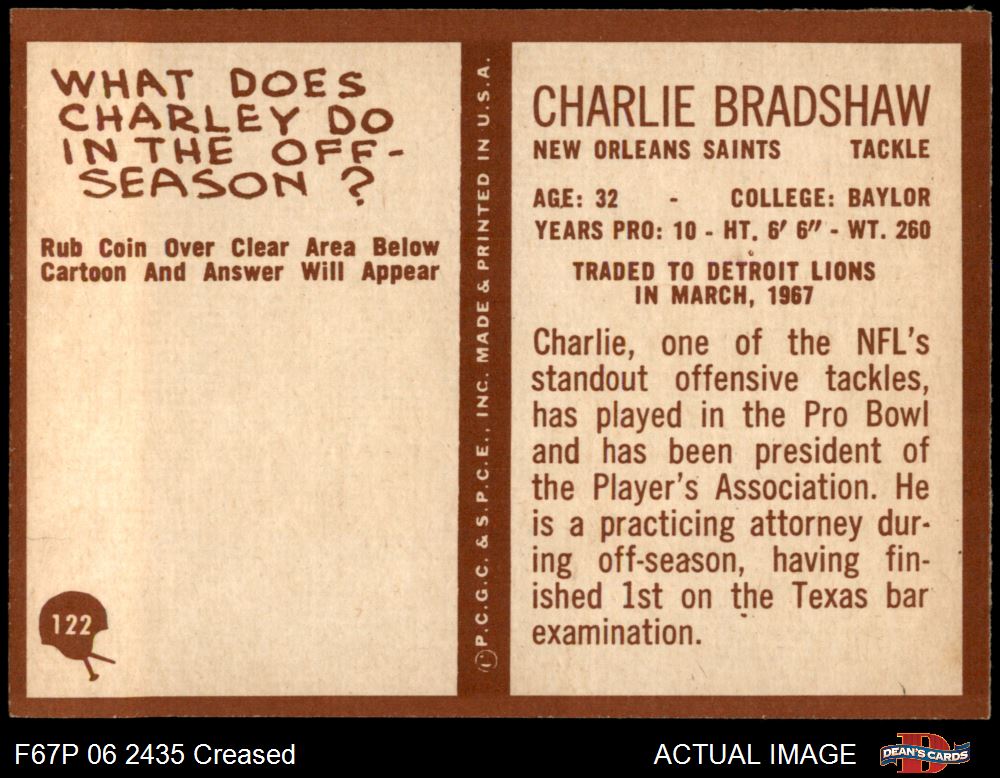 WHAT DOES
CHARLEY DO
IN THE OFF-
SEASON ?
Rub Coin Over Clear Area Below
Cartoon And Answer Will Appear
122
© P.C.G.C. & S.P.C.E., INC. MADE & PRINTED IN U.S.A.
CHARLIE BRADSHAW
NEW ORLEANS SAINTS TACKLE
AGE: 32 - COLLEGE: BAYLOR
YEARS PRO: 10 - HT. 6' 6" - WT. 260
TRADED TO DETROIT LIONS
IN MARCH, 1967
Charlie, one of the NFL's
standout offensive tackles,
has played in the Pro Bowl
and has been president of
the Player's Association. He
is a practicing attorney dur-
ing off-season, having fin-
ished 1st on the Texas bar
examination.
F67P 06 2435 Creased
ACTUAL IMAGE
DEAN'S CARDS